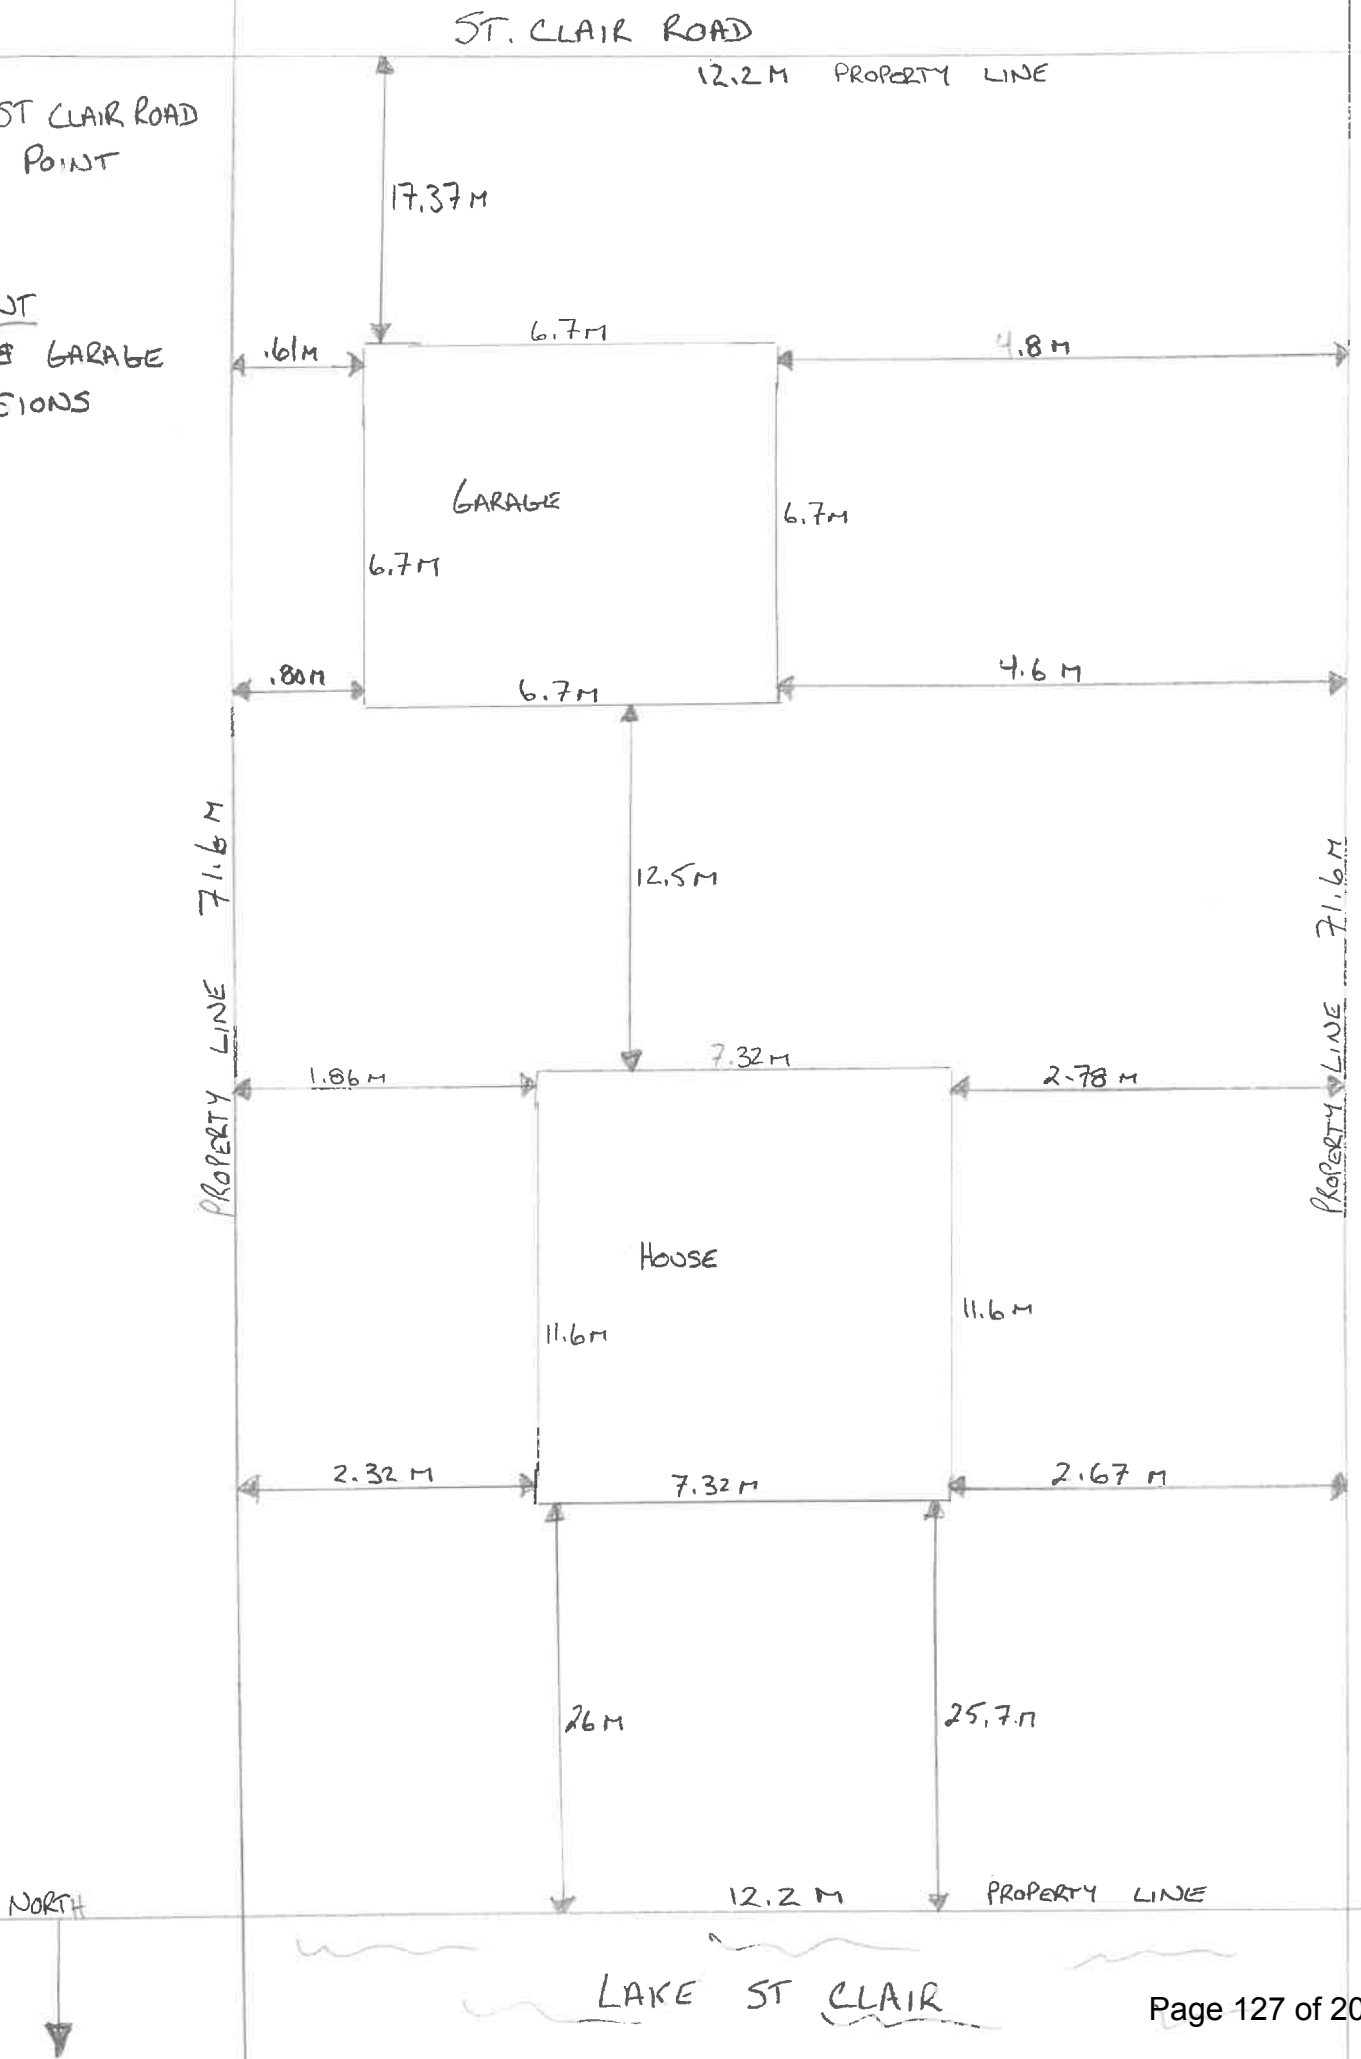 ST. CLAIR ROAD
12.2 M PROPERTY LINE
ST CLAIR ROAD
POINT
17.37 M
NT
& GARAGE
SIONS
.61 M
6.7 M
4.8 M
GARAGE
6.7 M
6.7 M
.80 M
6.7 M
4.6 M
12.5 M
PROPERTY LINE 71.6 M
PROPERTY LINE 71.6 M
7.32 M
1.86 M
2.78 M
HOUSE
11.6 M
11.6 M
2.32 M
7.32 M
2.67 M
26 M
25.7 M
NORTH
12.2 M PROPERTY LINE
LAKE ST CLAIR
Page 127 of 20